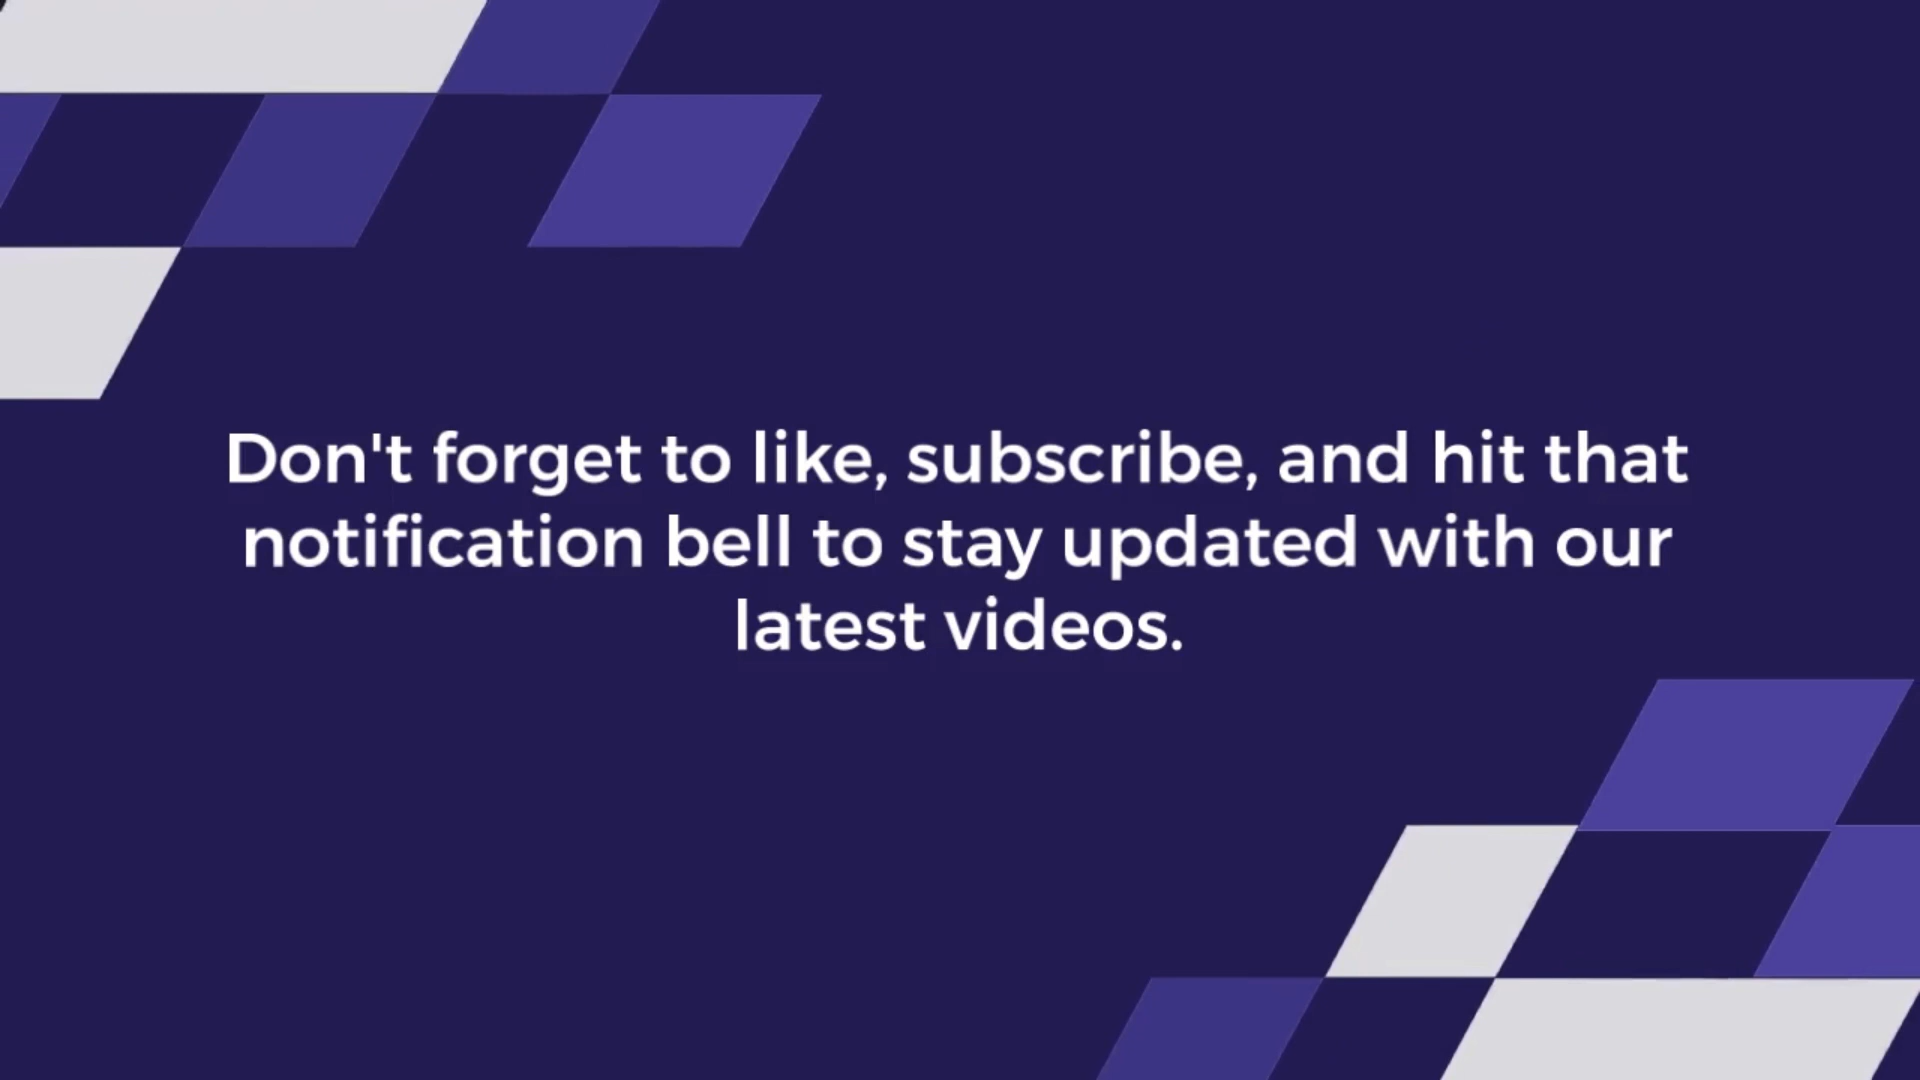 Don't forget to like, subscribe, and hit that
notification bell to stay updated with our
latest videos.